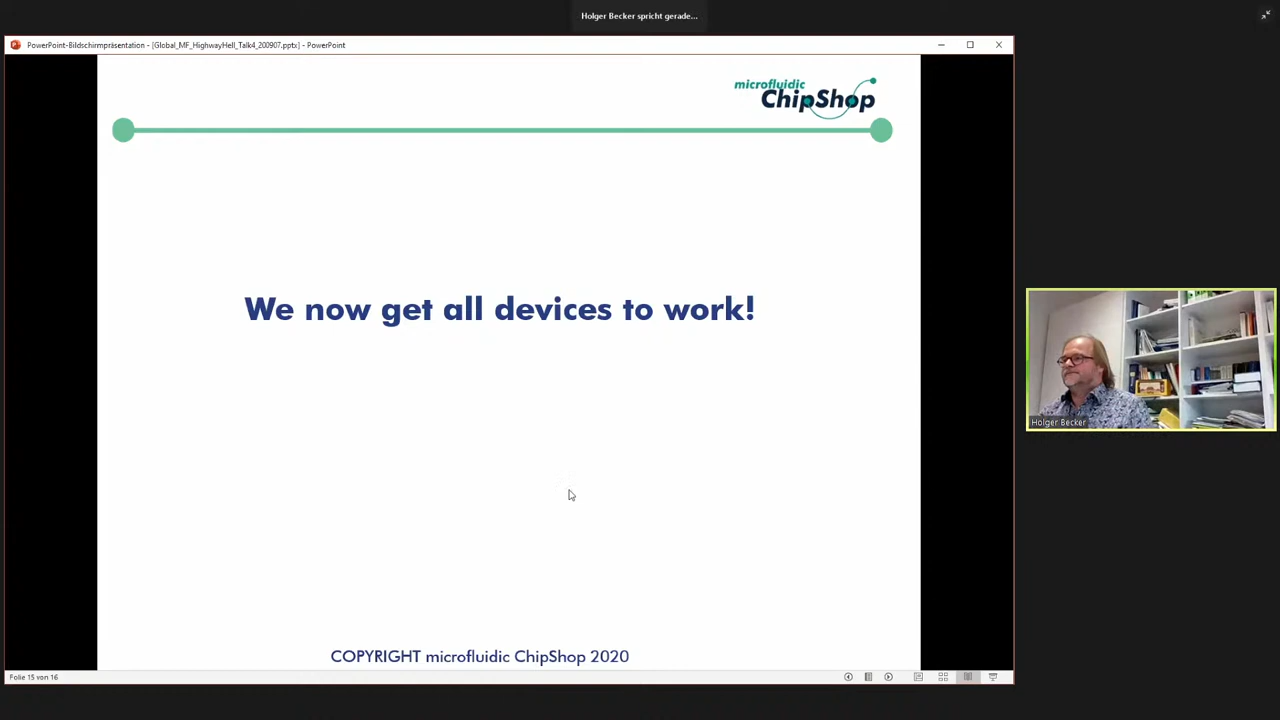 Holger Becker spricht gerade...
PowerPoint-Bildschirmpräsentation - [Global_MF_HighwayHell_Talk4_200907.pptx] - PowerPoint
microfluidic
ChipShop
We now get all devices to work!
Holger Becker
COPYRIGHT microfluidic ChipShop 2020
Folie 15 von 16